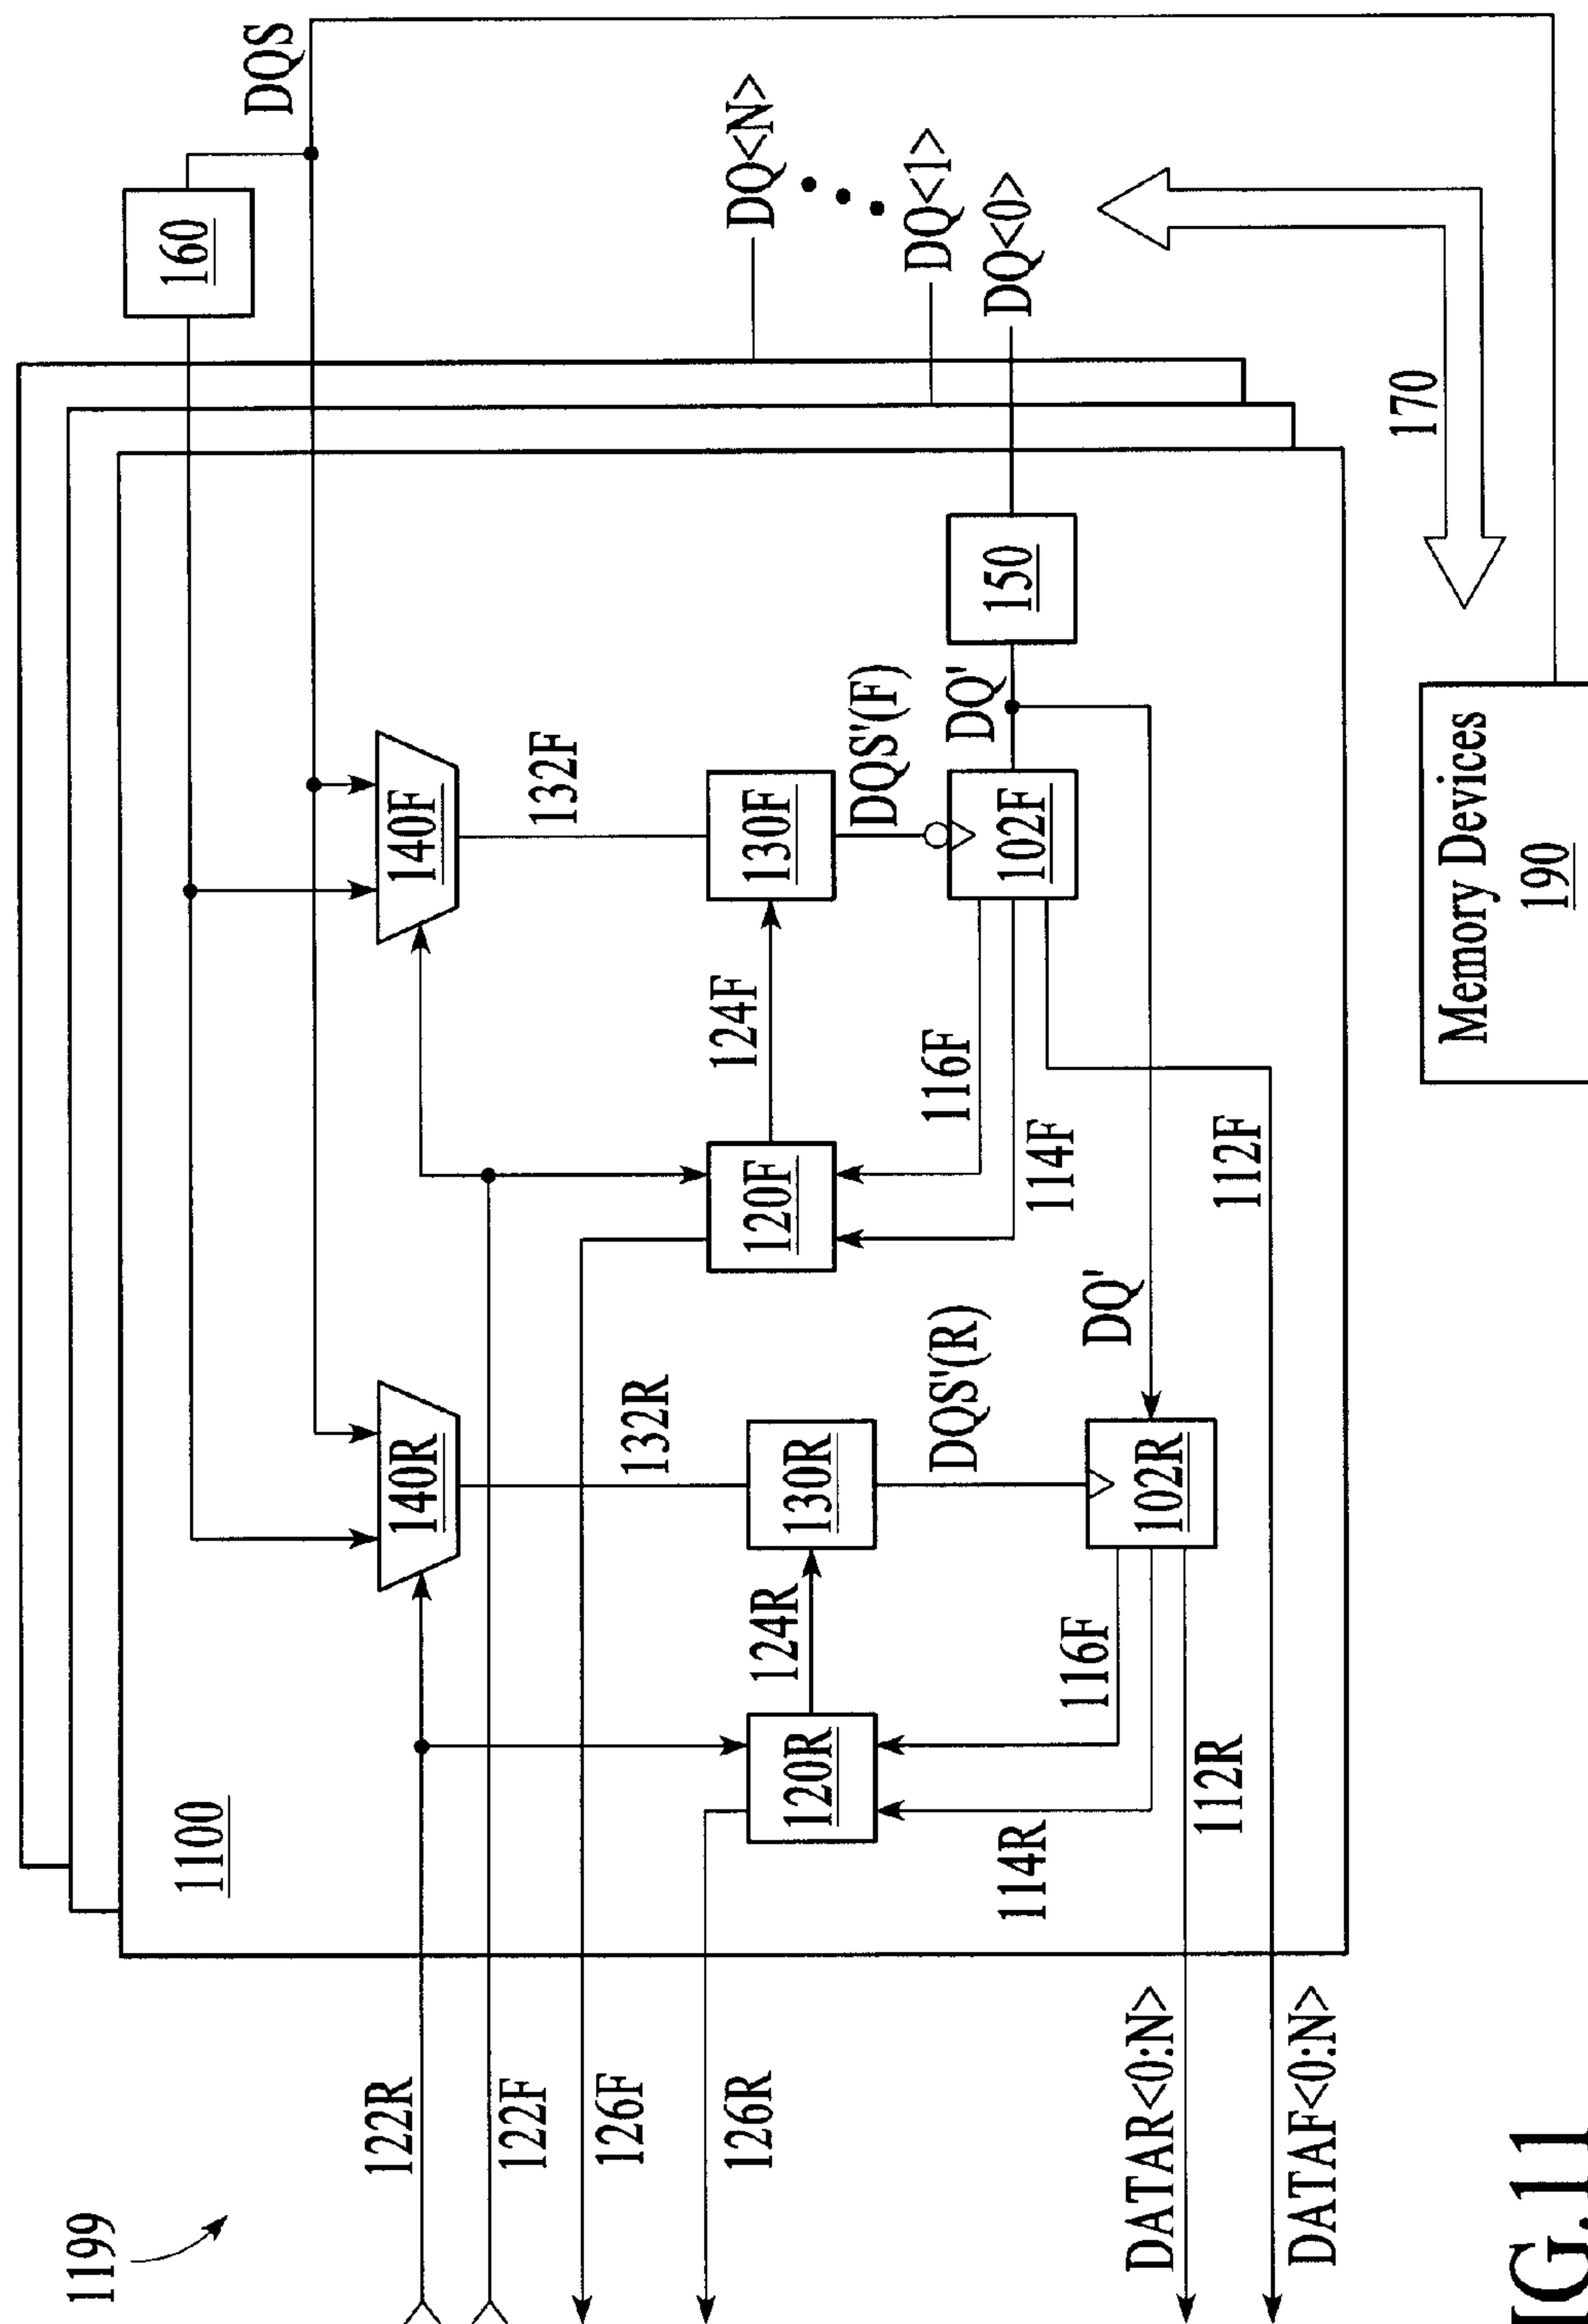 1199
1100
160
DQS
122R
140R
140F
122F
132F
126F
132R
126R
124R
124F
120F
130F
DQ<N>
120R
130R
DQS'(F)
DQ<1>
116F
DQS'(R)
DQ'
114R
102F
150
DQ<0>
114F
116F
DQ'
DATAR<0:N>
102R
112R
112F
DATAF<0:N>
170
Memory Devices
190
IG.11